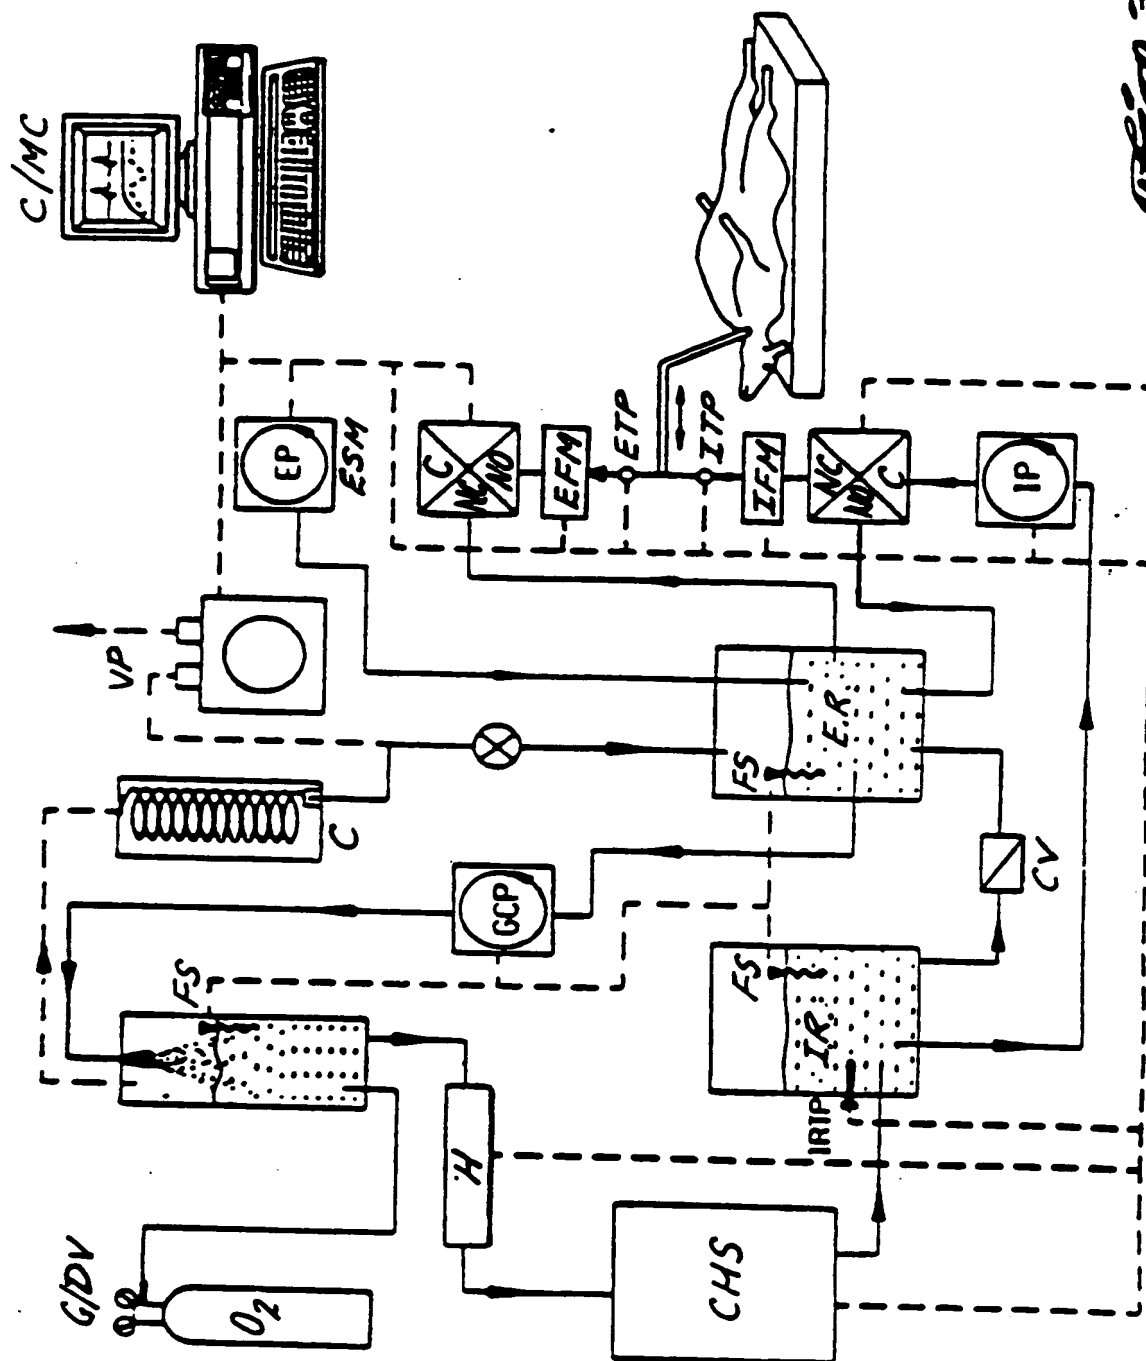 C/MC
EP
ESM
VP
C
NC
NO
EFM
ETP
ITP
IFM
NC
NO
C
IP
C
GCP
FS
E.R
FS
CV
FS
I.R
IRTP
H
G/DV
O2
CHS